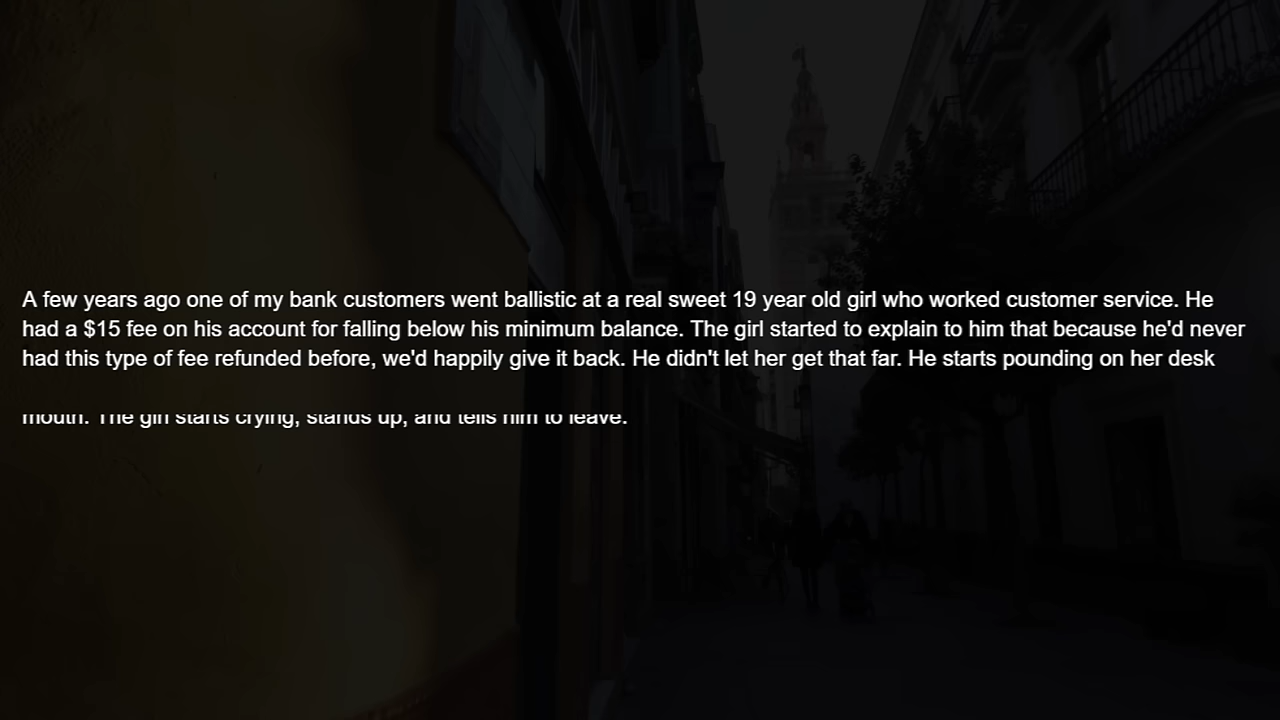 A few years ago one of my bank customers went ballistic at a real sweet 19 year old girl who worked customer service. He
had a $15 fee on his account for falling below his minimum balance. The girl started to explain to him that because he'd never
had this type of fee refunded before, we'd happily give it back. He didn't let her get that far. He starts pounding on her desk
mouth. The girl starts crying, stands up, and tells him to leave.